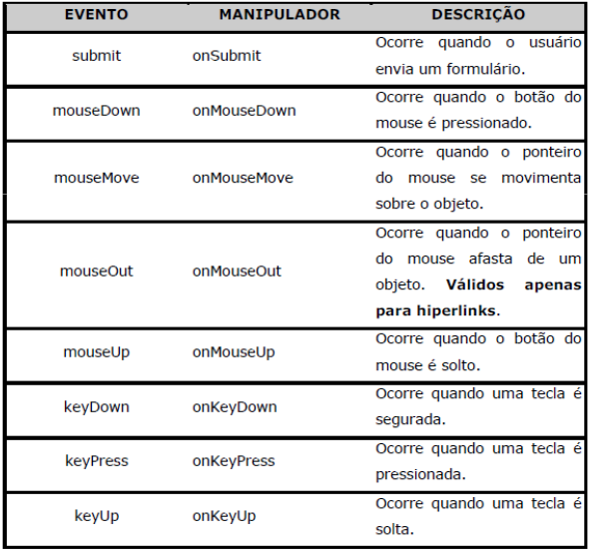 EVENTO MANIPULADOR DESCRIÇÃO
submit onSubmit Ocorre quando o usuário
envia um formulário.
mouseDown onMouseDown Ocorre quando o botão do
mouse é pressionado.
mouseMove onMouseMove Ocorre quando o ponteiro
do mouse se movimenta
sobre o objeto.
mouseOut onMouseOut Ocorre quando o ponteiro
do mouse afasta de um
objeto. Válidos apenas
para hiperlinks.
mouseUp onMouseUp Ocorre quando o botão do
mouse é solto.
keyDown onKeyDown Ocorre quando uma tecla é
segurada.
keyPress onKeyPress Ocorre quando uma tecla é
pressionada.
keyUp onKeyUp Ocorre quando uma tecla é
solta.